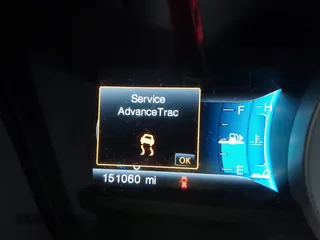 Service
AdvanceTrac
OK
F H
E
151060 mi